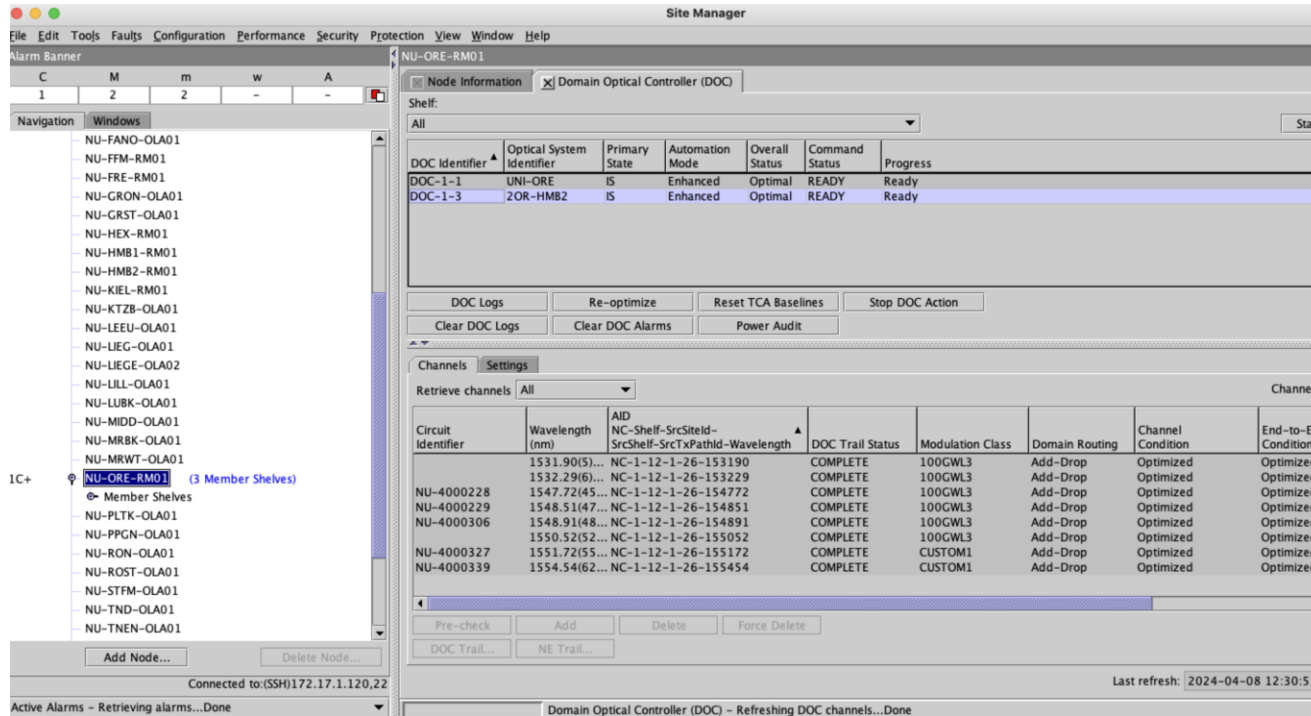 Site Manager
File Edit Tools Faults Configuration Performance Security Protection View Window Help
Alarm Banner
C M m w A
1 2 2 - -
Navigation Windows
NU-FANO-OLA01
NU-FFM-RM01
NU-FRE-RM01
NU-GRON-OLA01
NU-GRST-OLA01
NU-HEX-RM01
NU-HMB1-RM01
NU-HMB2-RM01
NU-KIEL-RM01
NU-KTZB-OLA01
NU-LEEU-OLA01
NU-LIEG-OLA01
NU-LIEGE-OLA02
NU-LILL-OLA01
NU-LUBK-OLA01
NU-MIDD-OLA01
NU-MRBK-OLA01
NU-MRWT-OLA01
1C+ NU-ORE-RM01 (3 Member Shelves)
Member Shelves
NU-PLTK-OLA01
NU-PPGN-OLA01
NU-RON-OLA01
NU-ROST-OLA01
NU-STFM-OLA01
NU-TND-OLA01
NU-TNEN-OLA01
Add Node... Delete Node...
Connected to:(SSH)172.17.1.120,22
Active Alarms - Retrieving alarms...Done
NU-ORE-RM01
Node Information Domain Optical Controller (DOC)
Shelf:
All Sta
DOC Identifier Optical System Identifier Primary State Automation Mode Overall Status Command Status Progress
DOC-1-1 UNI-ORE IS Enhanced Optimal READY Ready
DOC-1-3 2OR-HMB2 IS Enhanced Optimal READY Ready
DOC Logs Re-optimize Reset TCA Baselines Stop DOC Action
Clear DOC Logs Clear DOC Alarms Power Audit
Channels Settings
Retrieve channels All Channe
Circuit Identifier Wavelength (nm) AID NC-Shelf-SrcSiteId-SrcShelf-SrcTxPathId-Wavelength DOC Trail Status Modulation Class Domain Routing Channel Condition End-to-E Condition
1531.90(5)... NC-1-12-1-26-153190 COMPLETE 100GWL3 Add-Drop Optimized Optimize
1532.29(6)... NC-1-12-1-26-153229 COMPLETE 100GWL3 Add-Drop Optimized Optimize
NU-4000228 1547.72(45... NC-1-12-1-26-154772 COMPLETE 100GWL3 Add-Drop Optimized Optimize
NU-4000229 1548.51(47... NC-1-12-1-26-154851 COMPLETE 100GWL3 Add-Drop Optimized Optimize
NU-4000306 1548.91(48... NC-1-12-1-26-154891 COMPLETE 100GWL3 Add-Drop Optimized Optimize
1550.52(52... NC-1-12-1-26-155052 COMPLETE 100GWL3 Add-Drop Optimized Optimize
NU-4000327 1551.72(55... NC-1-12-1-26-155172 COMPLETE CUSTOM1 Add-Drop Optimized Optimize
NU-4000339 1554.54(62... NC-1-12-1-26-155454 COMPLETE CUSTOM1 Add-Drop Optimized Optimize
Pre-check Add Delete Force Delete
DOC Trail... NE Trail...
Last refresh: 2024-04-08 12:30:5
Domain Optical Controller (DOC) - Refreshing DOC channels...Done